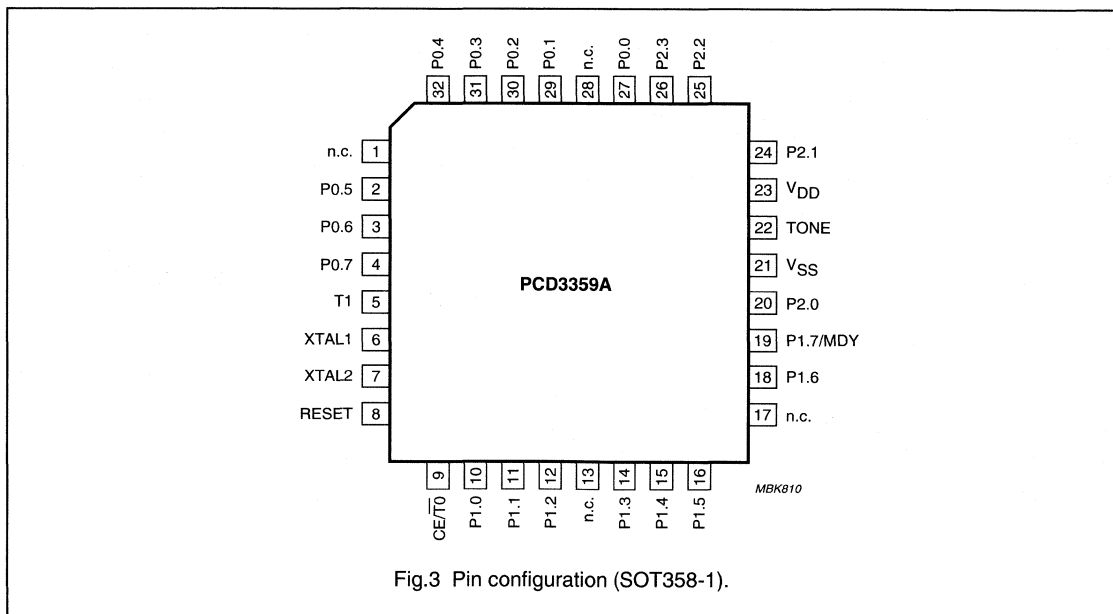 32 P0.4
31 P0.3
30 P0.2
29 P0.1
28 n.c.
27 P0.0
26 P2.3
25 P2.2
n.c. 1
P0.5 2
P0.6 3
P0.7 4
T1 5
XTAL1 6
XTAL2 7
RESET 8
PCD3359A
24 P2.1
23 VDD
22 TONE
21 VSS
20 P2.0
19 P1.7/MDY
18 P1.6
17 n.c.
CE/T̅0̅ 9
P1.0 10
P1.1 11
P1.2 12
n.c. 13
P1.3 14
P1.4 15
P1.5 16
MBK810
Fig.3 Pin configuration (SOT358-1).